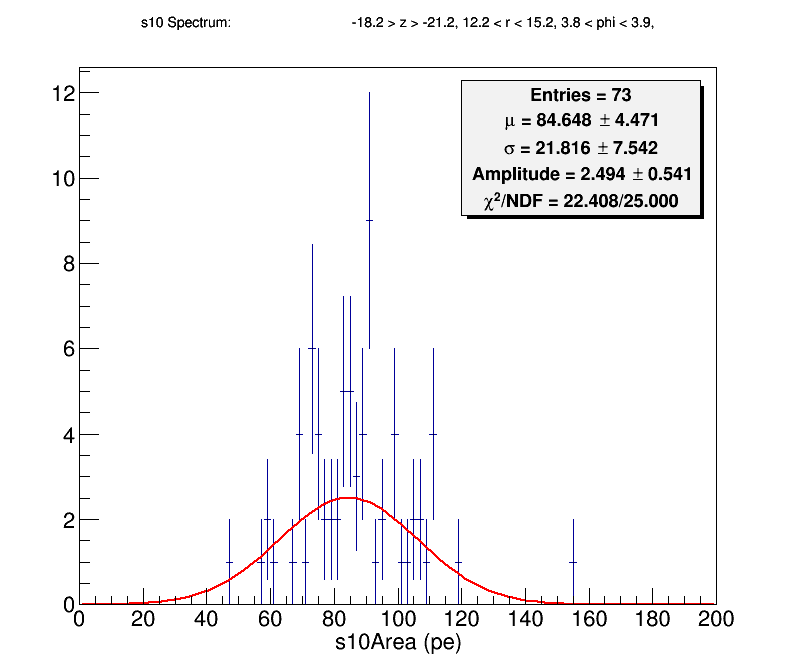 s10 Spectrum: -18.2 > z > -21.2, 12.2 < r < 15.2, 3.8 < phi < 3.9,
Entries = 73
μ = 84.648 ± 4.471
σ = 21.816 ± 7.542
Amplitude = 2.494 ± 0.541
χ²/NDF = 22.408/25.000
12
10
8
6
4
2
0
0 20 40 60 80 100 120 140 160 180 200
s10Area (pe)